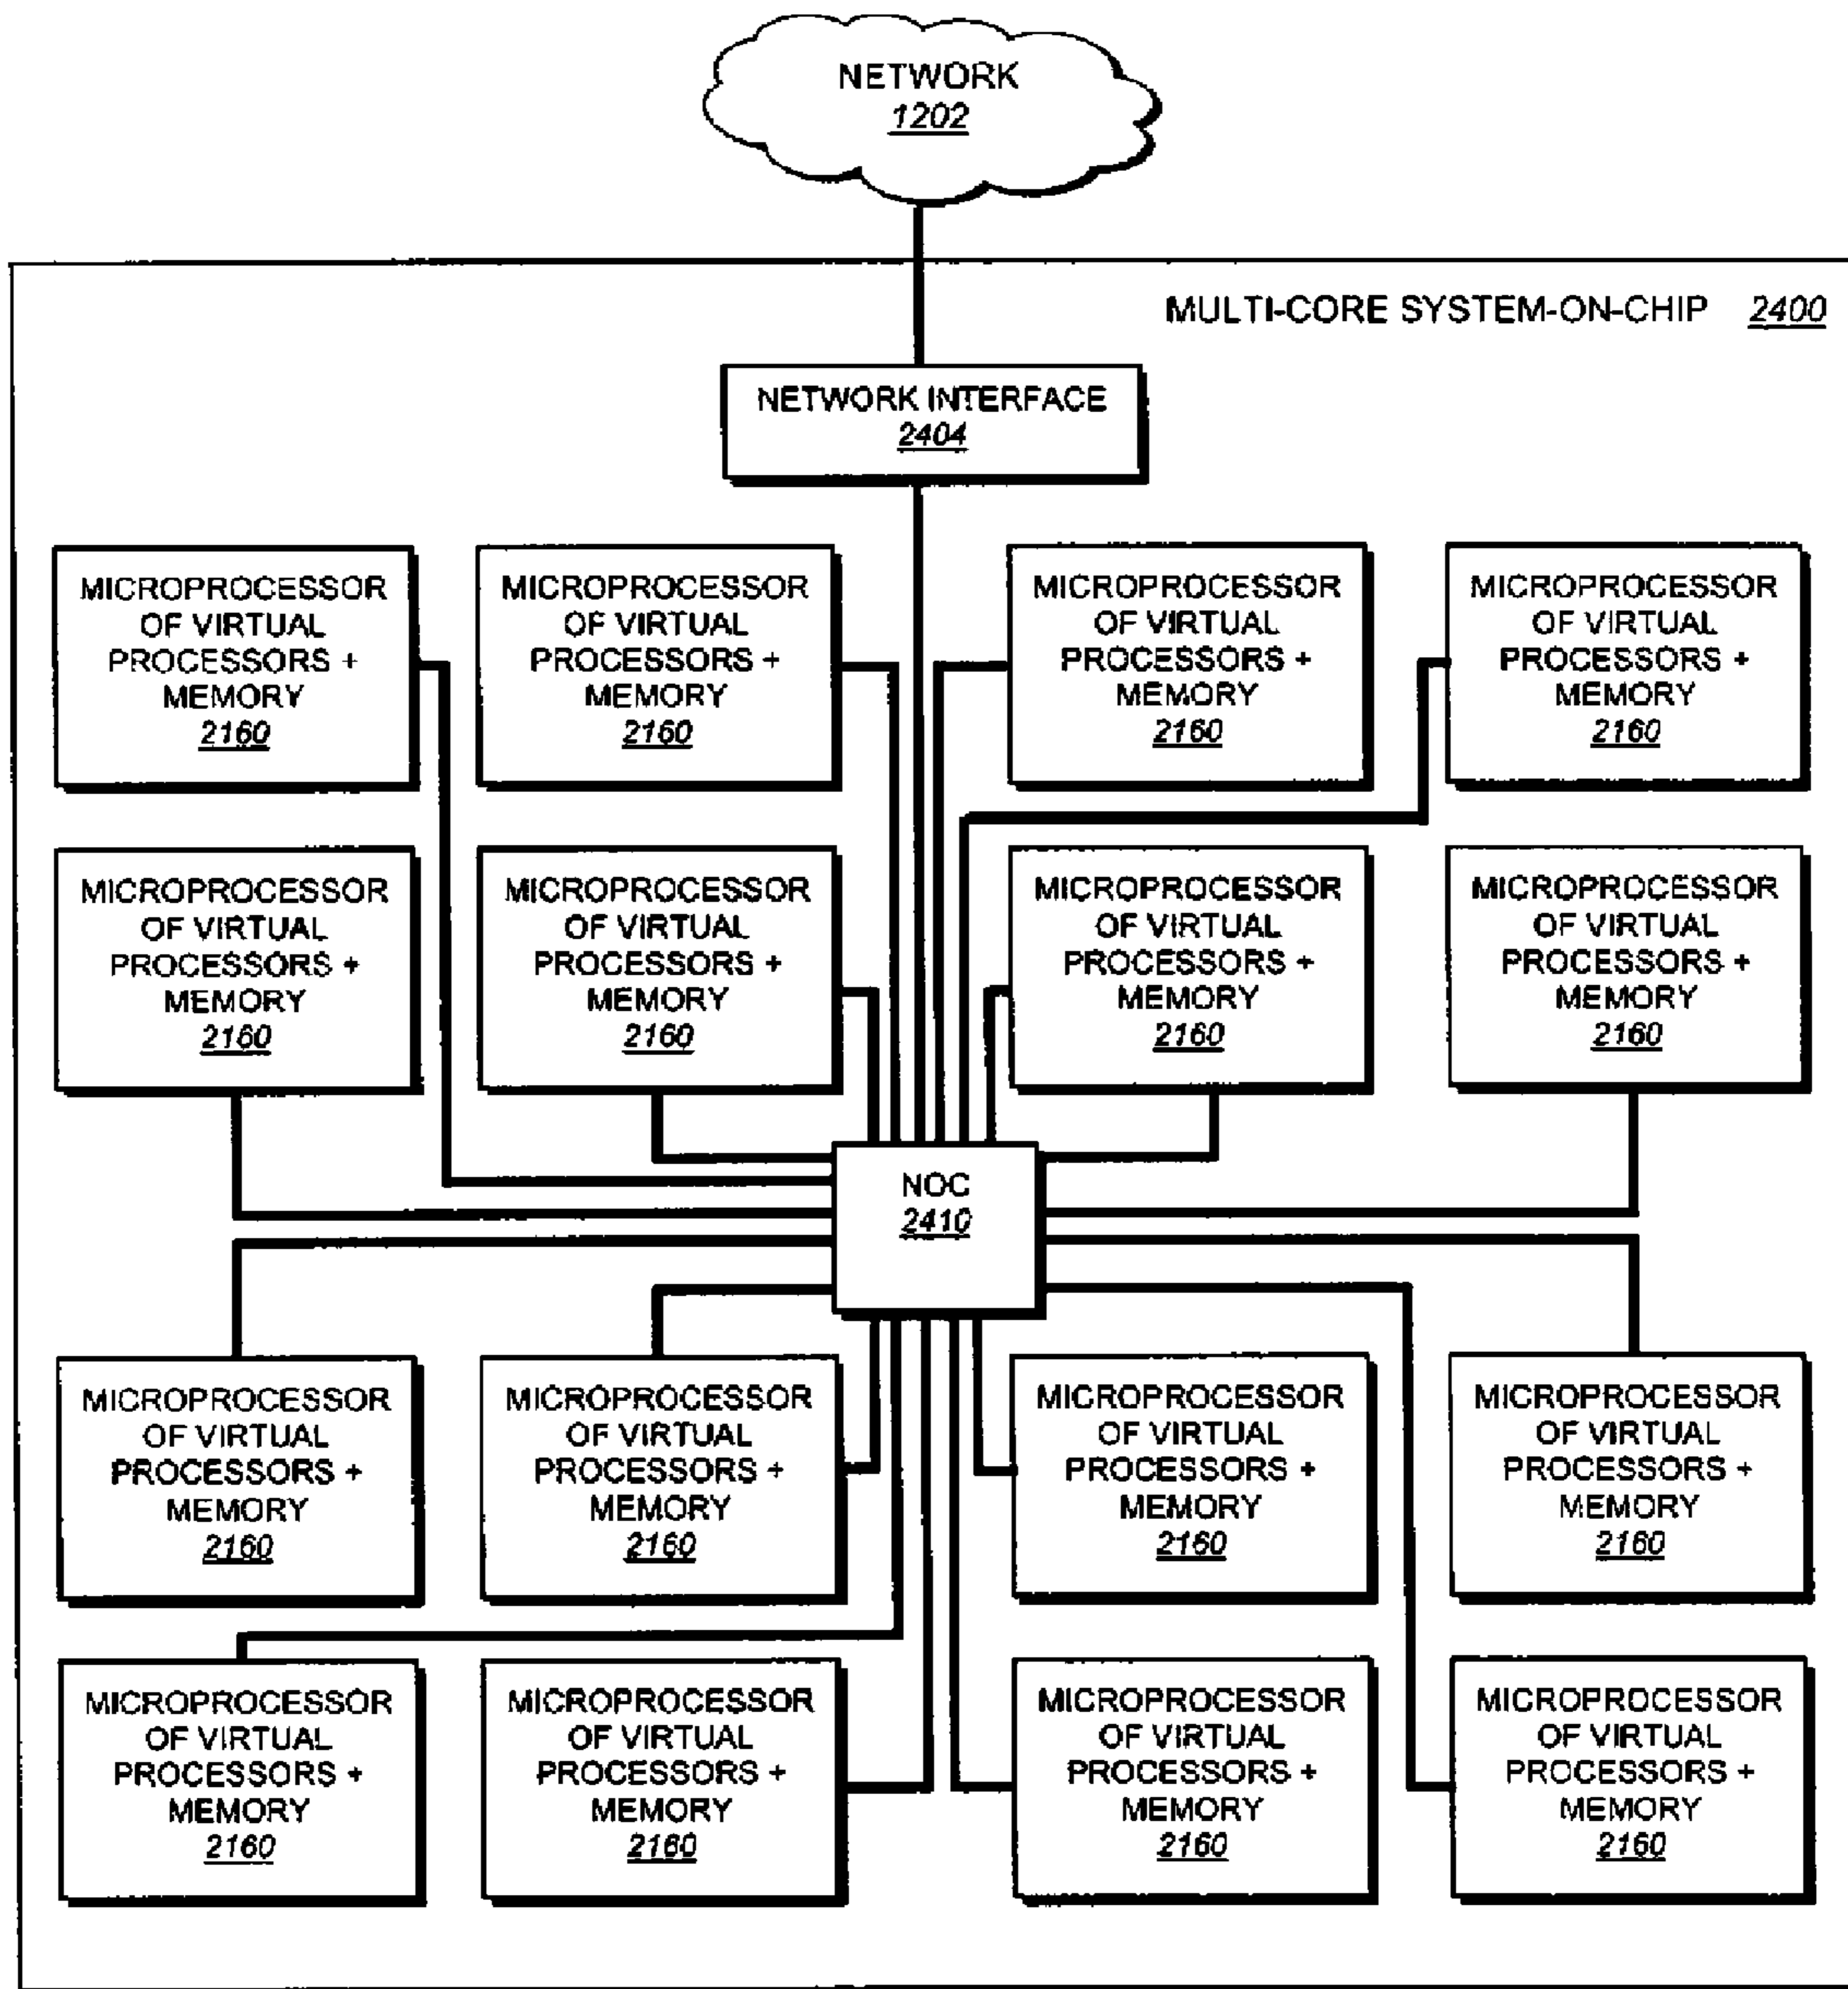 NETWORK
1202
MULTI-CORE SYSTEM-ON-CHIP 2400
NETWORK INTERFACE
2404
MICROPROCESSOR
OF VIRTUAL
PROCESSORS +
MEMORY
2160
MICROPROCESSOR
OF VIRTUAL
PROCESSORS +
MEMORY
2160
MICROPROCESSOR
OF VIRTUAL
PROCESSORS +
MEMORY
2160
MICROPROCESSOR
OF VIRTUAL
PROCESSORS +
MEMORY
2160
MICROPROCESSOR
OF VIRTUAL
PROCESSORS +
MEMORY
2160
MICROPROCESSOR
OF VIRTUAL
PROCESSORS +
MEMORY
2160
MICROPROCESSOR
OF VIRTUAL
PROCESSORS +
MEMORY
2160
MICROPROCESSOR
OF VIRTUAL
PROCESSORS +
MEMORY
2160
NOC
2410
MICROPROCESSOR
OF VIRTUAL
PROCESSORS +
MEMORY
2160
MICROPROCESSOR
OF VIRTUAL
PROCESSORS +
MEMORY
2160
MICROPROCESSOR
OF VIRTUAL
PROCESSORS +
MEMORY
2160
MICROPROCESSOR
OF VIRTUAL
PROCESSORS +
MEMORY
2160
MICROPROCESSOR
OF VIRTUAL
PROCESSORS +
MEMORY
2160
MICROPROCESSOR
OF VIRTUAL
PROCESSORS +
MEMORY
2160
MICROPROCESSOR
OF VIRTUAL
PROCESSORS +
MEMORY
2160
MICROPROCESSOR
OF VIRTUAL
PROCESSORS +
MEMORY
2160